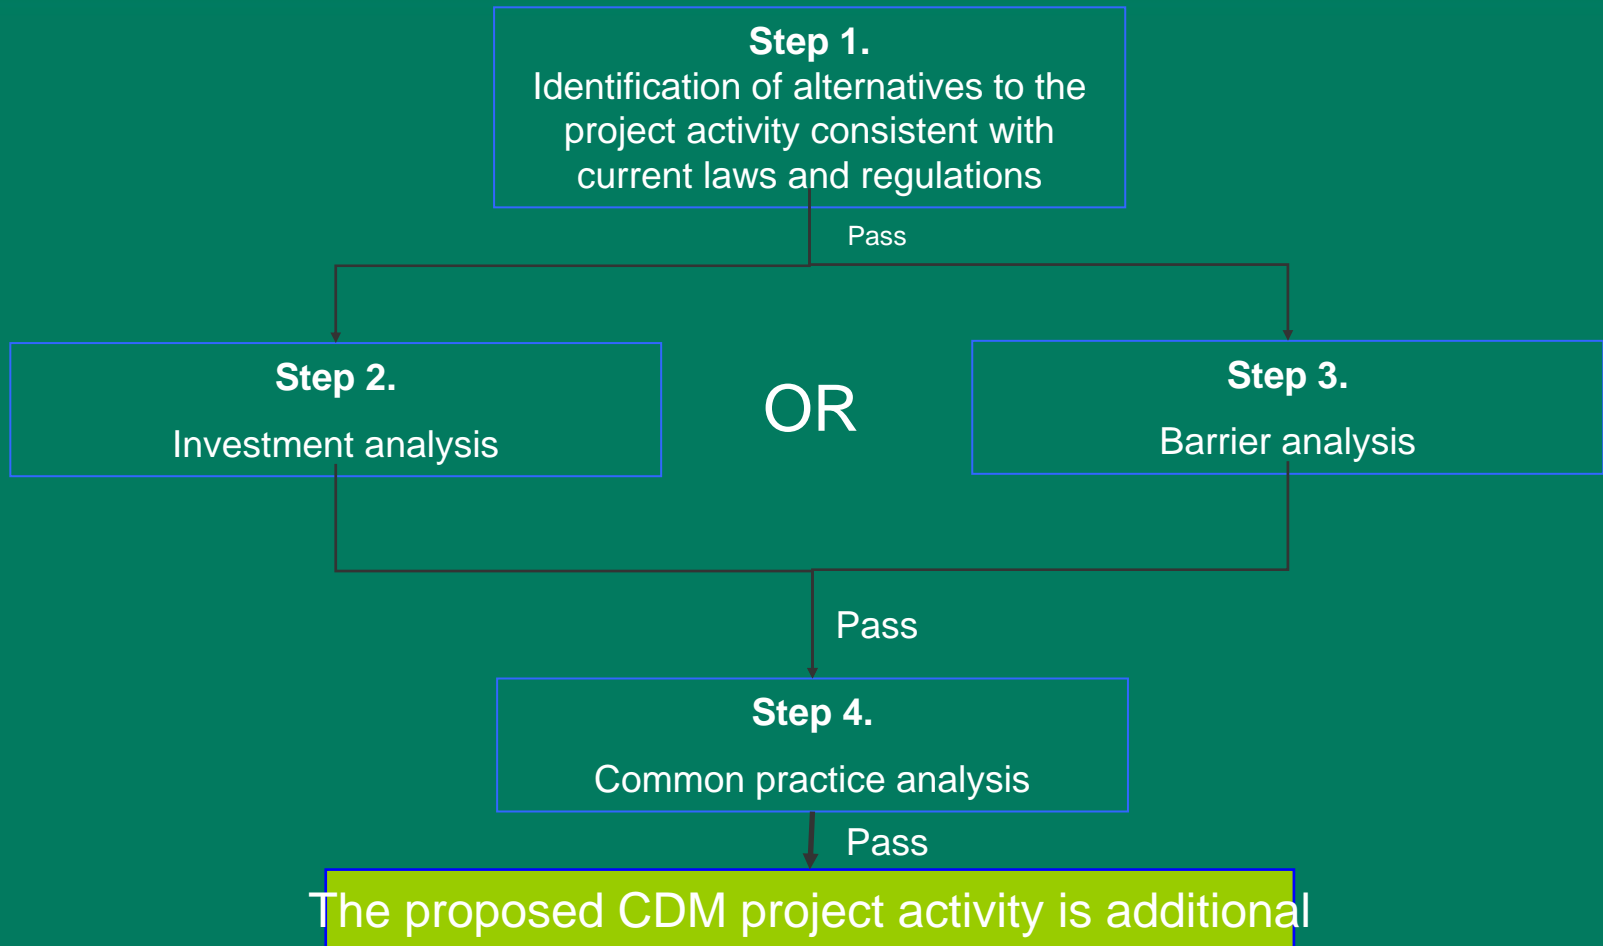 Step 1.
Identification of alternatives to the
project activity consistent with
current laws and regulations
Pass
Step 2.
Investment analysis
OR
Step 3.
Barrier analysis
Pass
Step 4.
Common practice analysis
Pass
The proposed CDM project activity is additional